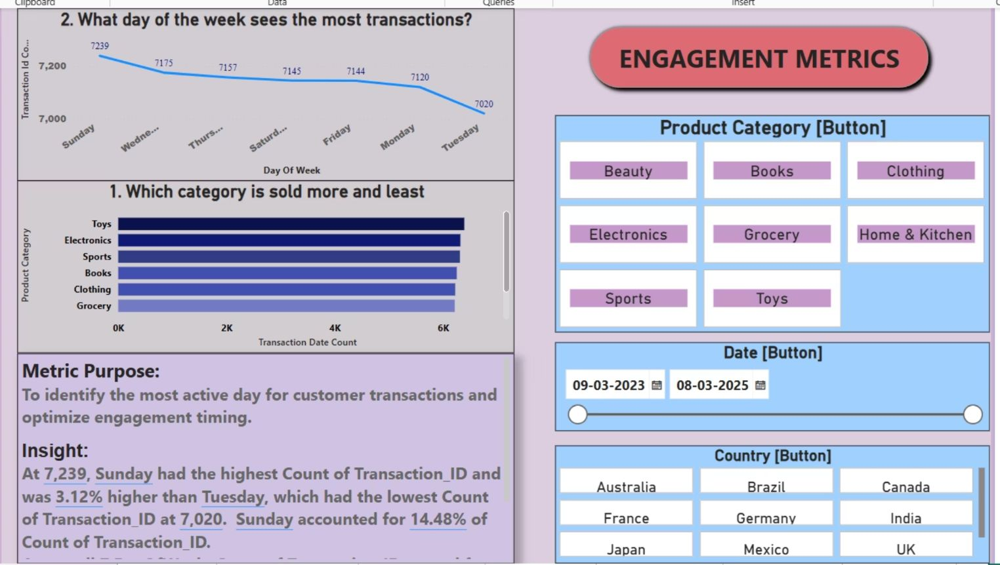 Clipboard
Data
Queries
Insert
2. What day of the week sees the most transactions?
Transaction Id Co...
7,200
7,000
7239
7175
7157
7145
7144
7120
7020
Sunday
Wedne...
Thurs...
Saturd...
Friday
Monday
Tuesday
Day Of Week
1. Which category is sold more and least
Product Category
Toys
Electronics
Sports
Books
Clothing
Grocery
0K
2K
4K
6K
Transaction Date Count
Metric Purpose:
To identify the most active day for customer transactions and
optimize engagement timing.
Insight:
At 7,239, Sunday had the highest Count of Transaction_ID and
was 3.12% higher than Tuesday, which had the lowest Count
of Transaction_ID at 7,020. Sunday accounted for 14.48% of
Count of Transaction_ID.
ENGAGEMENT METRICS
Product Category [Button]
Beauty
Books
Clothing
Electronics
Grocery
Home & Kitchen
Sports
Toys
Date [Button]
09-03-2023
08-03-2025
Country [Button]
Australia
Brazil
Canada
France
Germany
India
Japan
Mexico
UK